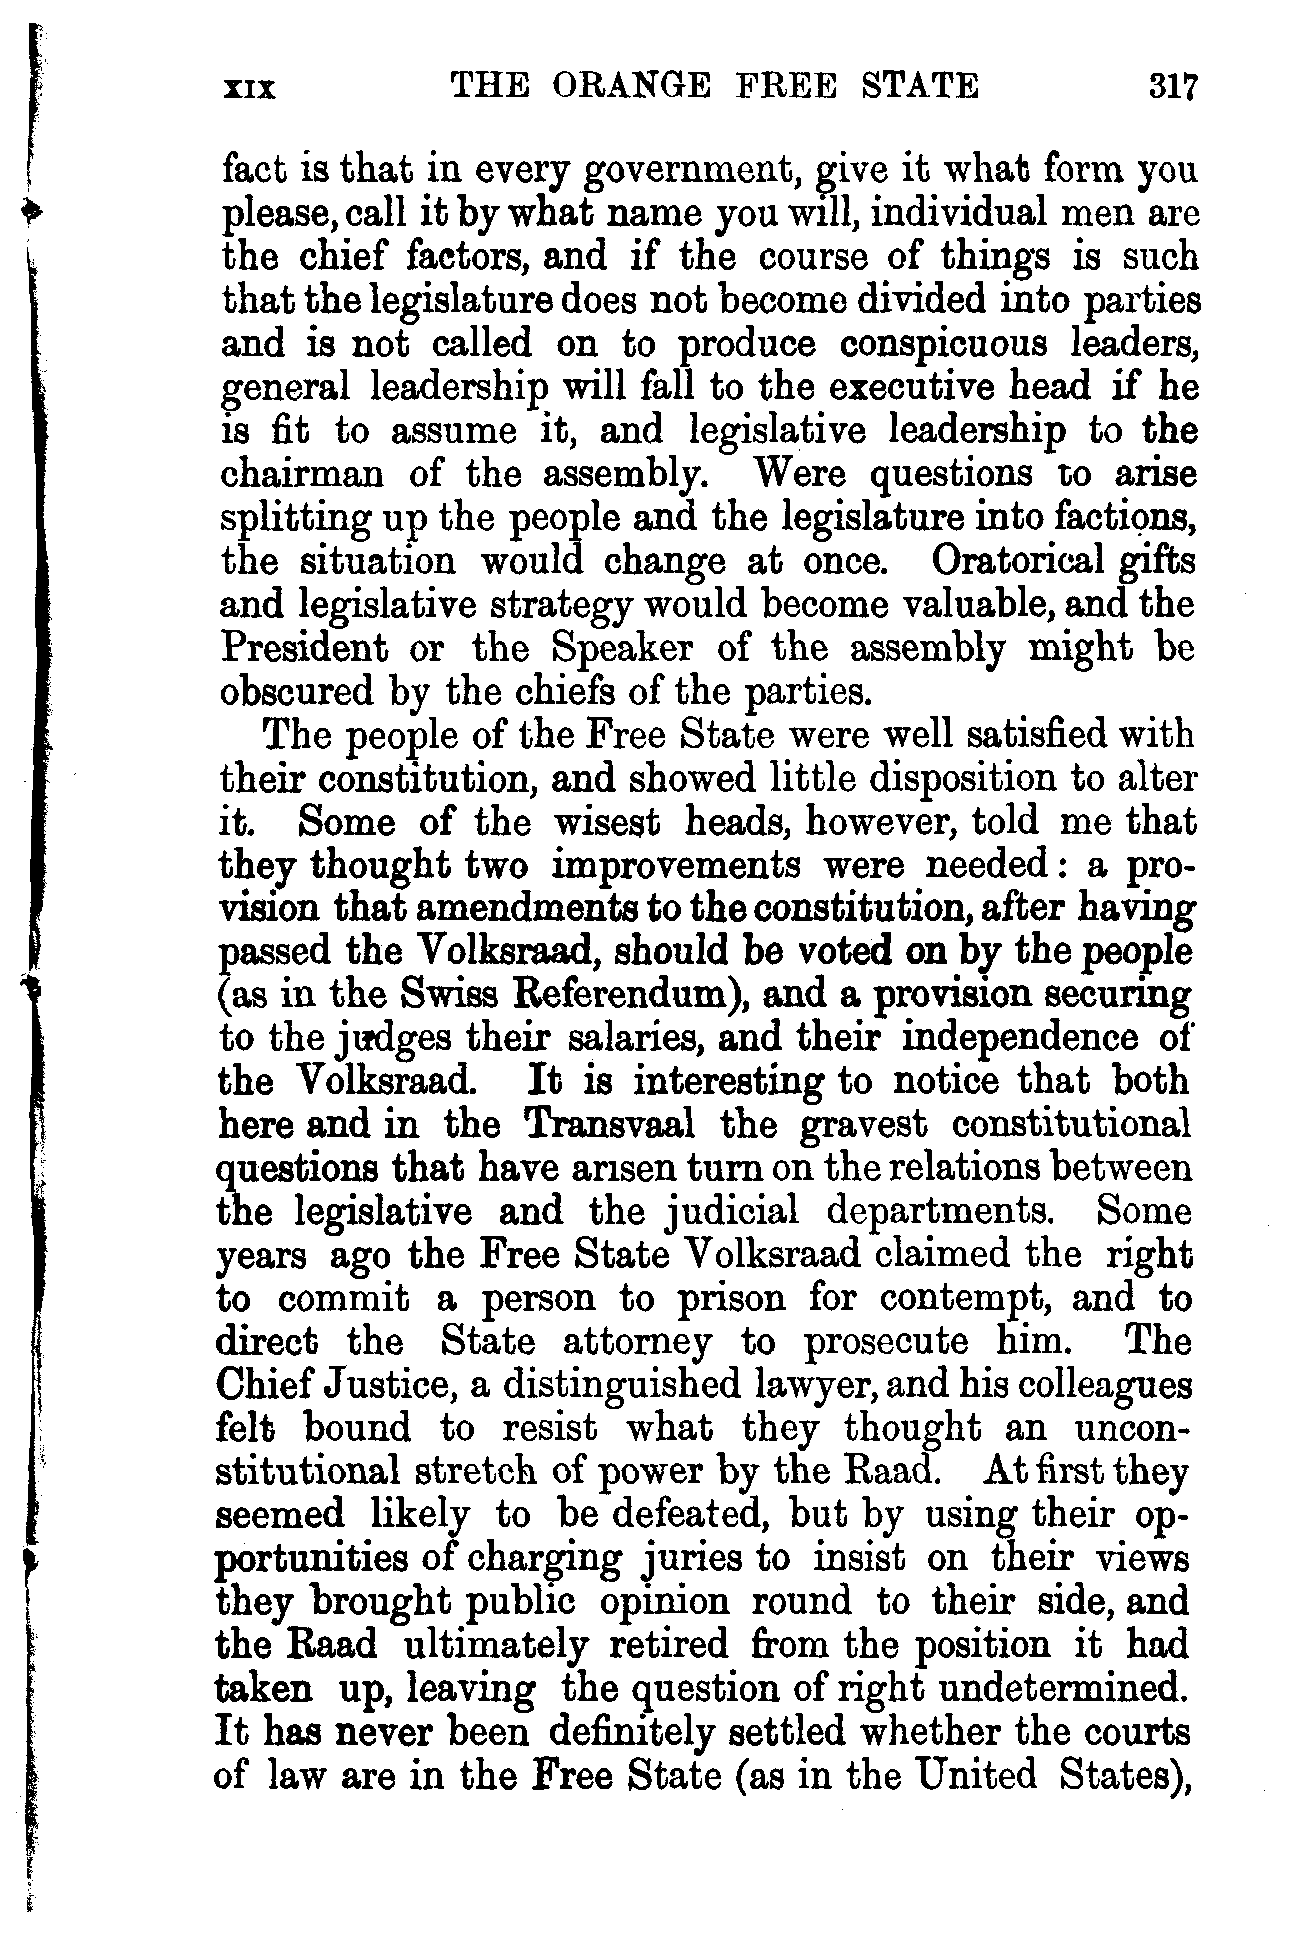 XIX THE ORANGE FREE STATE 317
fact is that in every government, give it what form you
please, call it by what name you will, individual men are
the chief factors, and if the course of things is such
that the legislature does not become divided into parties
and is not called on to produce conspicuous leaders,
general leadership will fall to the executive head if he
is fit to assume it, and legislative leadership to the
chairman of the assembly. Were questions to arise
splitting up the people and the legislature into factions,
the situation would change at once. Oratorical gifts
and legislative strategy would become valuable, and the
President or the Speaker of the assembly might be
obscured by the chiefs of the parties.
The people of the Free State were well satisfied with
their constitution, and showed little disposition to alter
it. Some of the wisest heads, however, told me that
they thought two improvements were needed: a pro-
vision that amendments to the constitution, after having
passed the Volksraad, should be voted on by the people
(as in the Swiss Referendum), and a provision securing
to the judges their salaries, and their independence of
the Volksraad. It is interesting to notice that both
here and in the Transvaal the gravest constitutional
questions that have arisen turn on the relations between
the legislative and the judicial departments. Some
years ago the Free State Volksraad claimed the right
to commit a person to prison for contempt, and to
direct the State attorney to prosecute him. The
Chief Justice, a distinguished lawyer, and his colleagues
felt bound to resist what they thought an uncon-
stitutional stretch of power by the Raad. At first they
seemed likely to be defeated, but by using their op-
portunities of charging juries to insist on their views
they brought public opinion round to their side, and
the Raad ultimately retired from the position it had
taken up, leaving the question of right undetermined.
It has never been definitely settled whether the courts
of law are in the Free State (as in the United States),